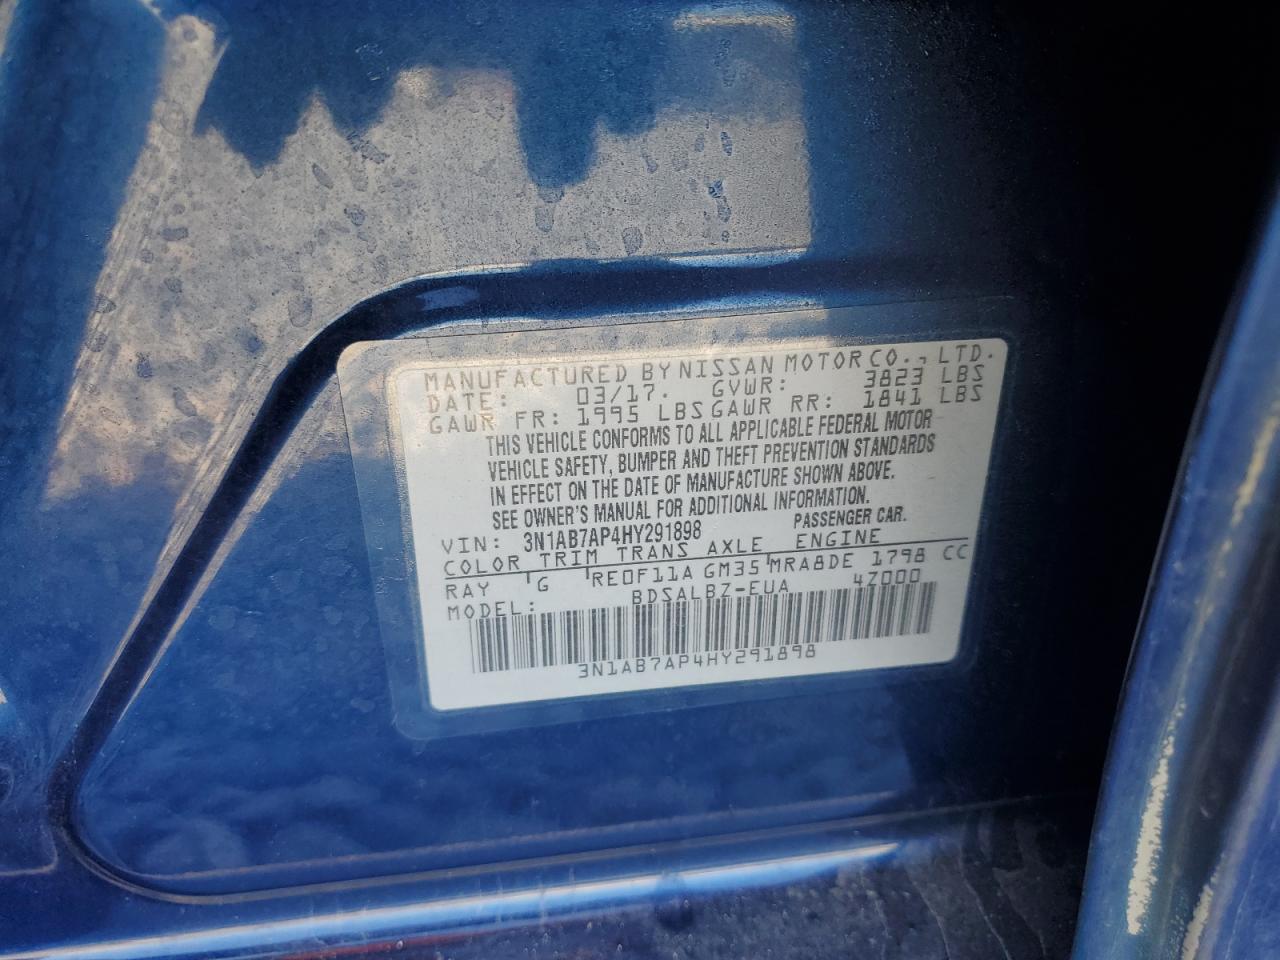 MANUFACTURED BY NISSAN MOTOR CO., LTD.
DATE: 03/17. GVWR: 3823 LBS
GAWR FR: 1995 LBS GAWR RR: 1841 LBS
THIS VEHICLE CONFORMS TO ALL APPLICABLE FEDERAL MOTOR
VEHICLE SAFETY, BUMPER AND THEFT PREVENTION STANDARDS
IN EFFECT ON THE DATE OF MANUFACTURE SHOWN ABOVE.
SEE OWNER'S MANUAL FOR ADDITIONAL INFORMATION.
VIN: 3N1AB7AP4HY291898 PASSENGER CAR.
COLOR TRIM TRANS AXLE ENGINE
RAY G RE0F11A GM35 MRA8DE 1798 CC
MODEL: BDSALBZ-EUA 4Z000
3N1AB7AP4HY291898